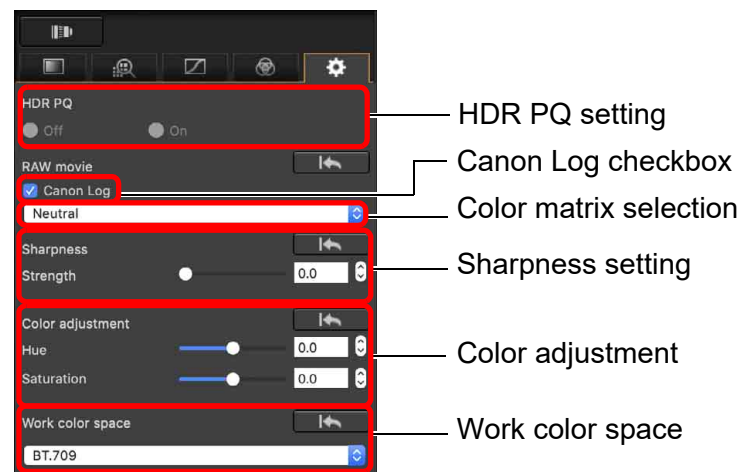 HDR PQ
Off On
HDR PQ setting
RAW movie
Canon Log checkbox
Canon Log
Neutral
Color matrix selection
Sharpness
Strength 0.0
Sharpness setting
Color adjustment
Hue 0.0
Saturation 0.0
Color adjustment
Work color space
BT.709
Work color space